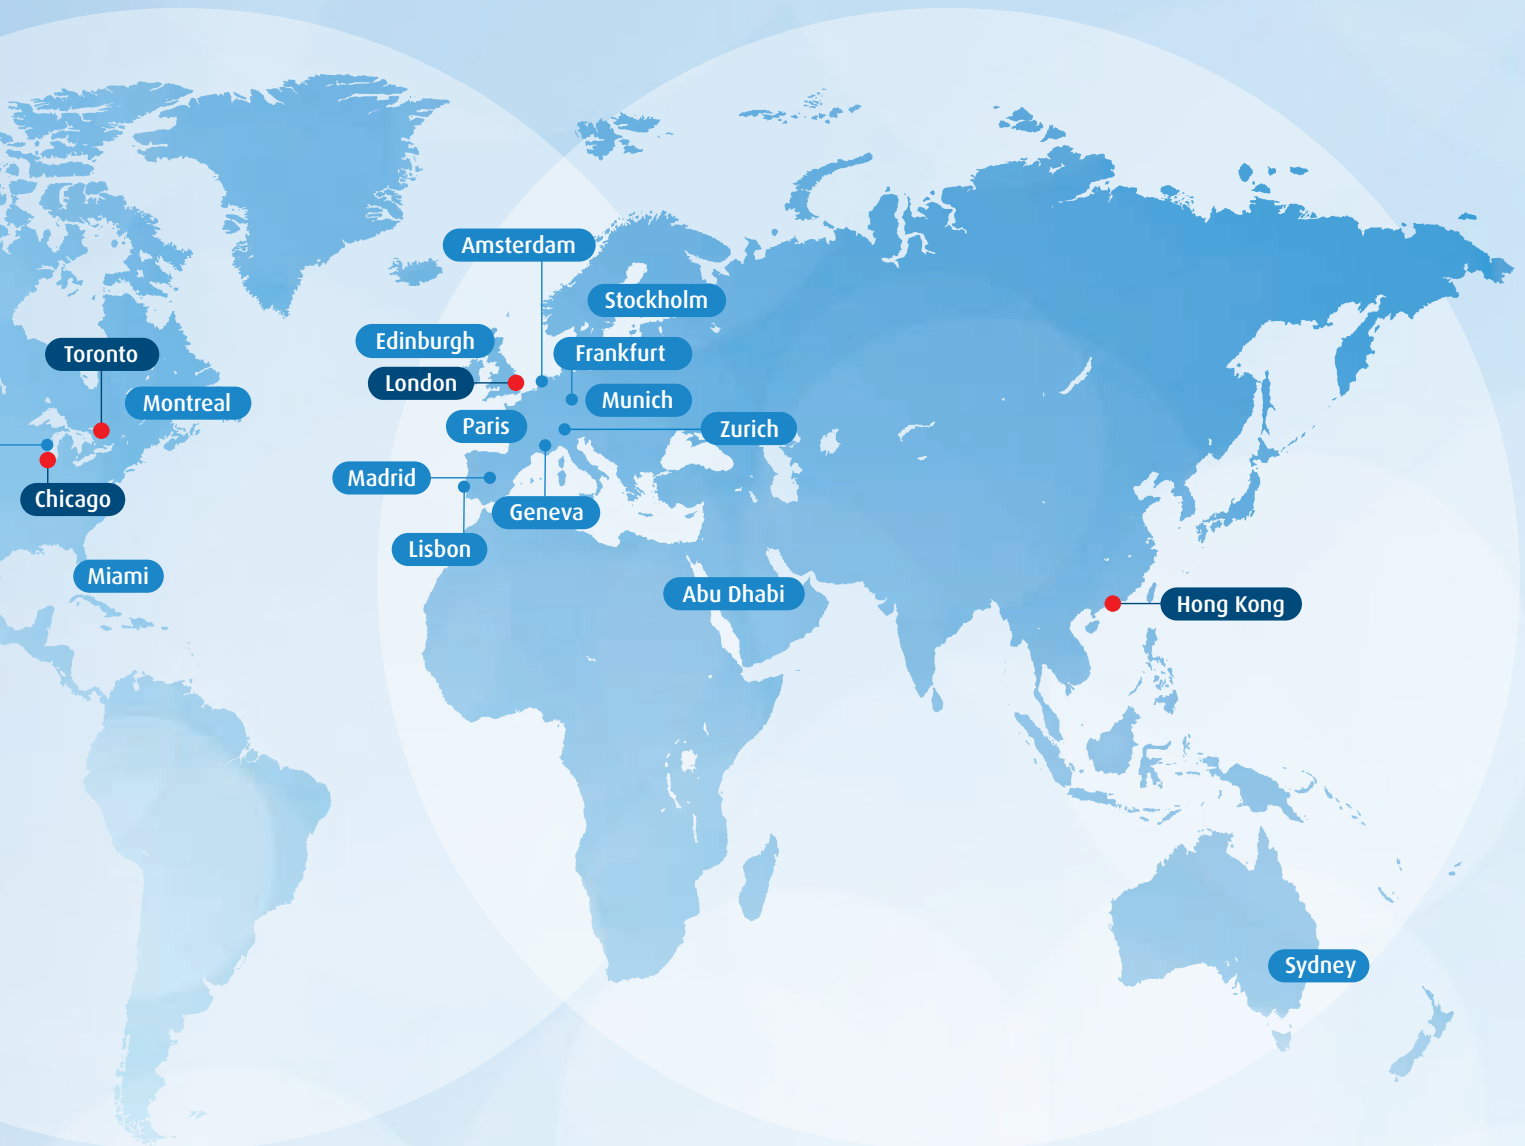 Amsterdam
Stockholm
Edinburgh
Frankfurt
Toronto
London
Munich
Montreal
Paris
Zurich
Madrid
Chicago
Geneva
Lisbon
Miami
Abu Dhabi
Hong Kong
Sydney